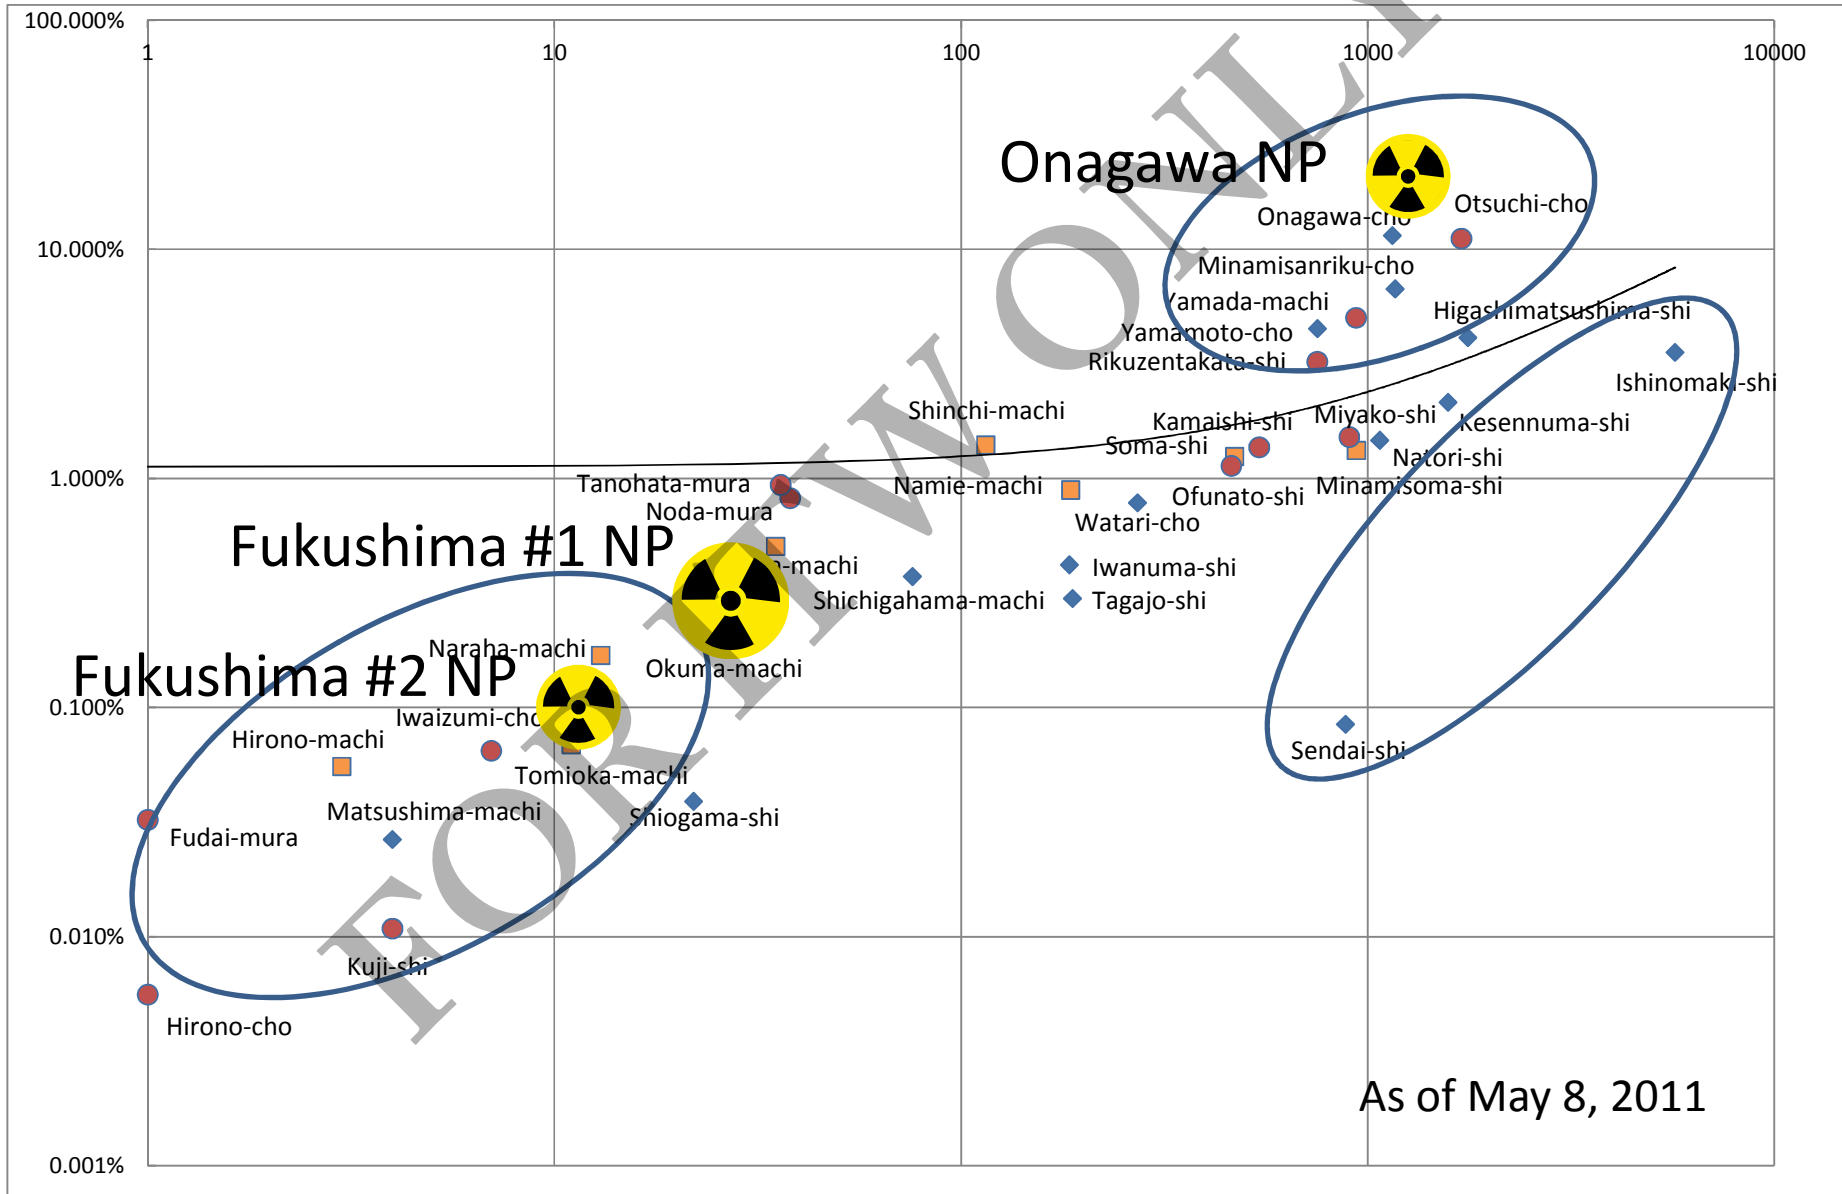 100.000%
1
10
100
1000
10000
Onagawa NP
Otsuchi-cho
Onagawa-cho
10.000%
Minamisanriku-cho
Yamada-machi
Higashimatsushima-shi
Yamamoto-cho
Rikuzentakata-shi
Ishinomaki-shi
Shinchi-machi
Kamaishi-shi
Miyako-shi
Kesennuma-shi
Soma-shi
Natori-shi
1.000%
Tanohata-mura
Namie-machi
Minamisoma-shi
Ofunato-shi
Noda-mura
Watari-cho
Fukushima #1 NP
-machi
Iwanuma-shi
Shichigahama-machi
Tagajo-shi
Naraha-machi
Okuma-machi
Fukushima #2 NP
0.100%
Iwaizumi-cho
Hirono-machi
Sendai-shi
Tomioka-machi
Matsushima-machi
Shiogama-shi
Fudai-mura
0.010%
Kuji-shi
Hirono-cho
As of May 8, 2011
0.001%